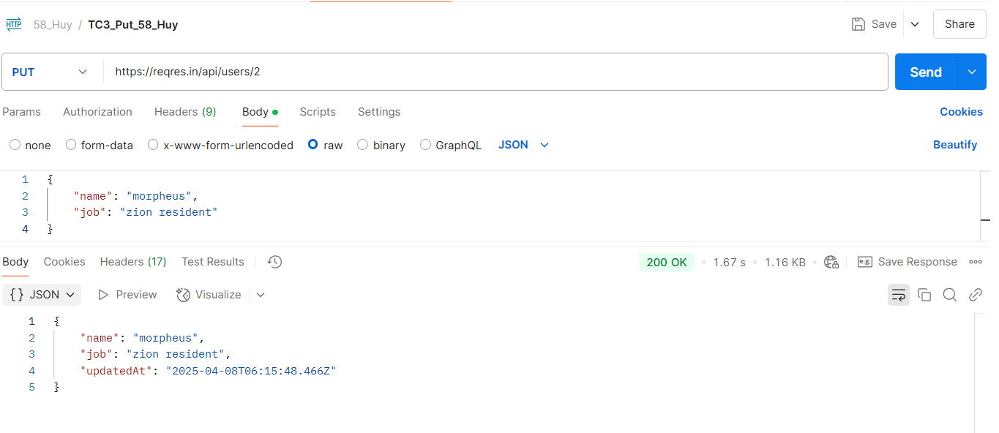 HTTP 58_Huy / TC3_Put_58_Huy Save Share
PUT https://reqres.in/api/users/2 Send
Params Authorization Headers (9) Body Scripts Settings Cookies
none form-data x-www-form-urlencoded raw binary GraphQL JSON Beautify
1 {
2 "name": "morpheus",
3 "job": "zion resident"
4 }
Body Cookies Headers (17) Test Results 200 OK 1.67 s 1.16 KB e.g. Save Response
{} JSON Preview Visualize
1 {
2 "name": "morpheus",
3 "job": "zion resident",
4 "updatedAt": "2025-04-08T06:15:48.466Z"
5 }